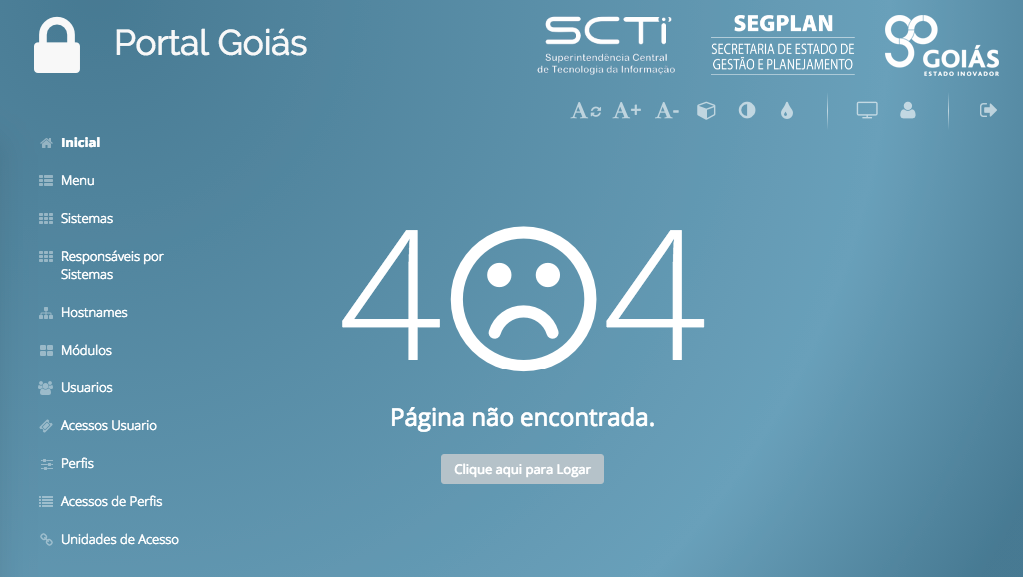 Portal Goiás
SCTi
Superintendência Central
de Tecnologia da Informação
SEGPLAN
SECRETARIA DE ESTADO DE
GESTÃO E PLANEJAMENTO
go
GOIÁS
ESTADO INOVADOR
A A+ A-
Inicial
Menu
Sistemas
Responsáveis por
Sistemas
Hostnames
Módulos
Usuarios
Acessos Usuario
Perfis
Acessos de Perfis
Unidades de Acesso
4 4
Página não encontrada.
Clique aqui para Logar